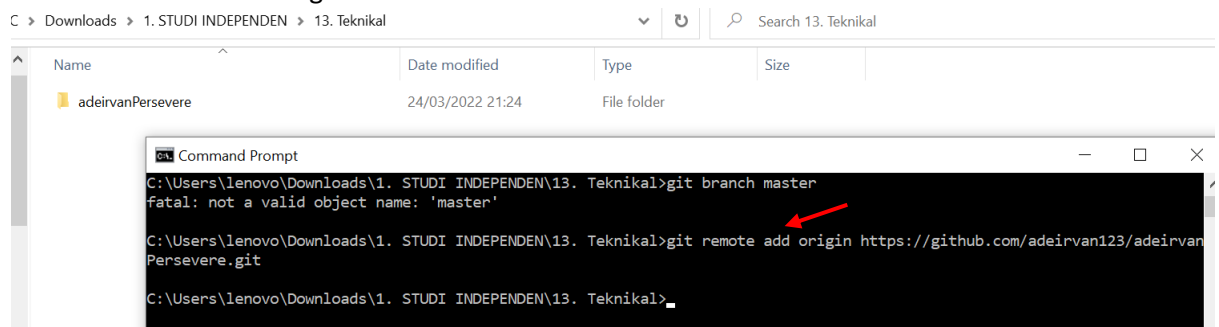 C > Downloads > 1. STUDI INDEPENDEN > 13. Teknikal
Search 13. Teknikal
Name Date modified Type Size
adeirvanPersevere 24/03/2022 21:24 File folder
Command Prompt
C:\Users\lenovo\Downloads\1. STUDI INDEPENDEN\13. Teknikal>git branch master
fatal: not a valid object name: 'master'
C:\Users\lenovo\Downloads\1. STUDI INDEPENDEN\13. Teknikal>git remote add origin https://github.com/adeirvan123/adeirvan
Persevere.git
C:\Users\lenovo\Downloads\1. STUDI INDEPENDEN\13. Teknikal>